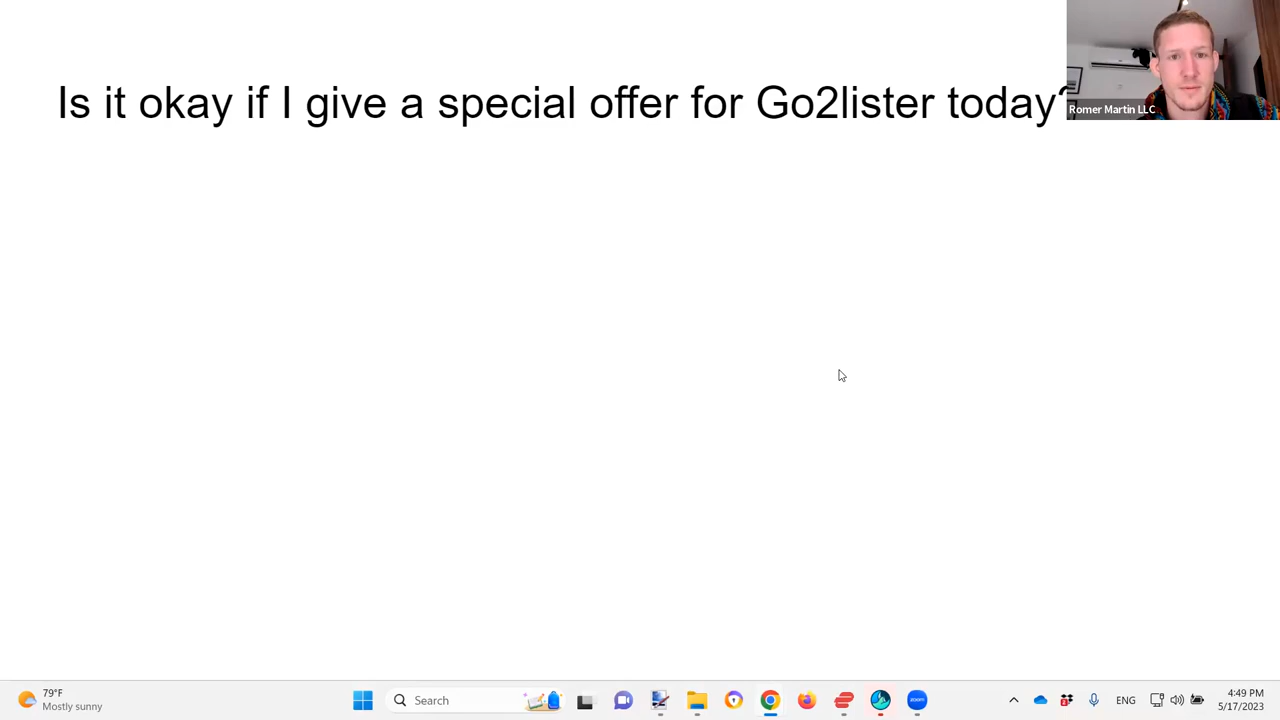 Is it okay if I give a special offer for Go2lister today?
Romer Martin LLC
79°F
Mostly sunny
Search
zoom
ENG
4:49 PM
5/17/2023